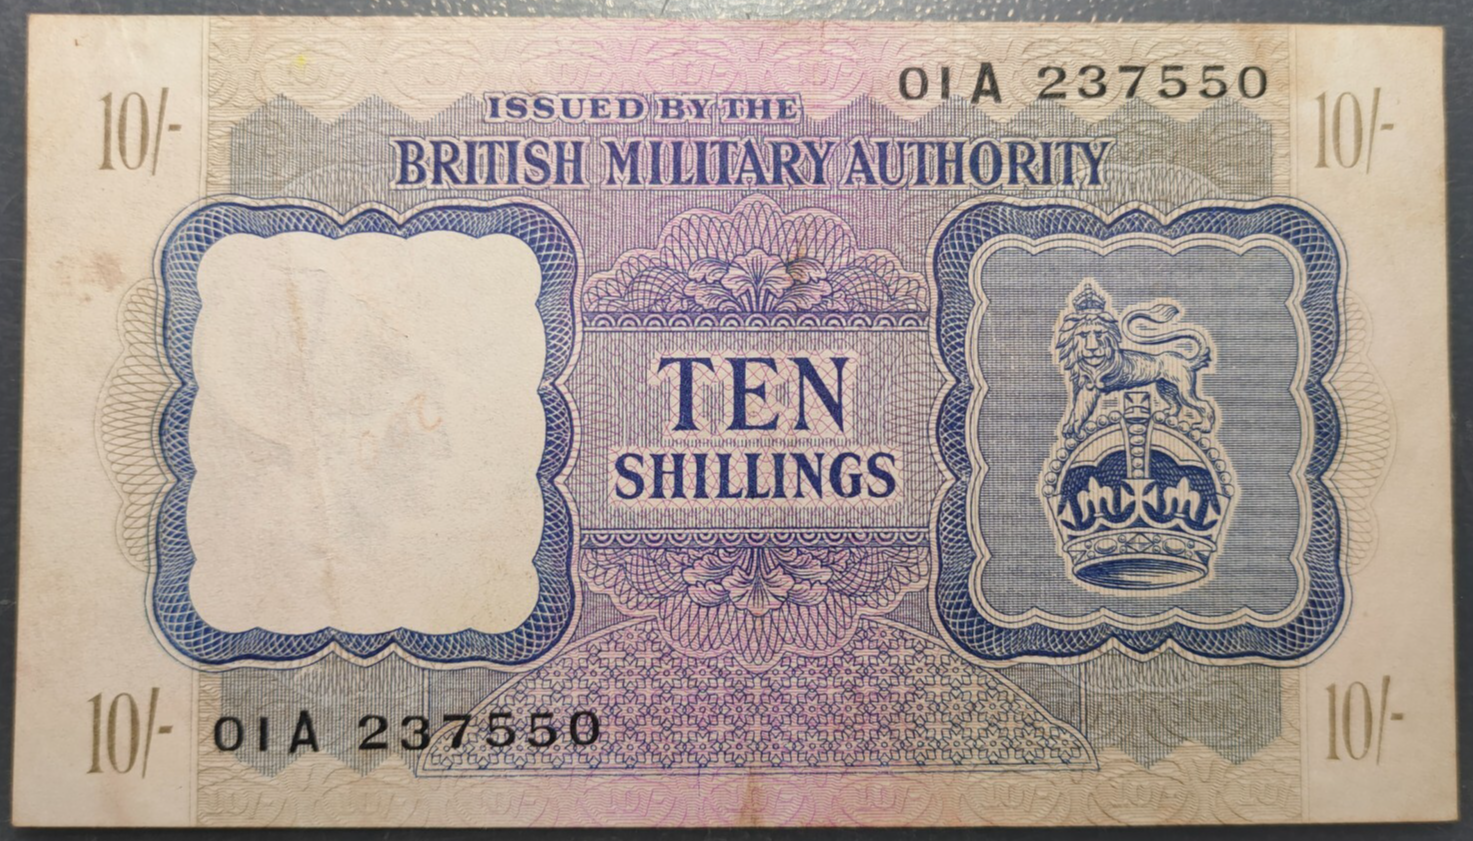 01A 237550
10/- ISSUED BY THE 10/-
BRITISH MILITARY AUTHORITY
TEN
SHILLINGS
10/- 01A 237550 10/-